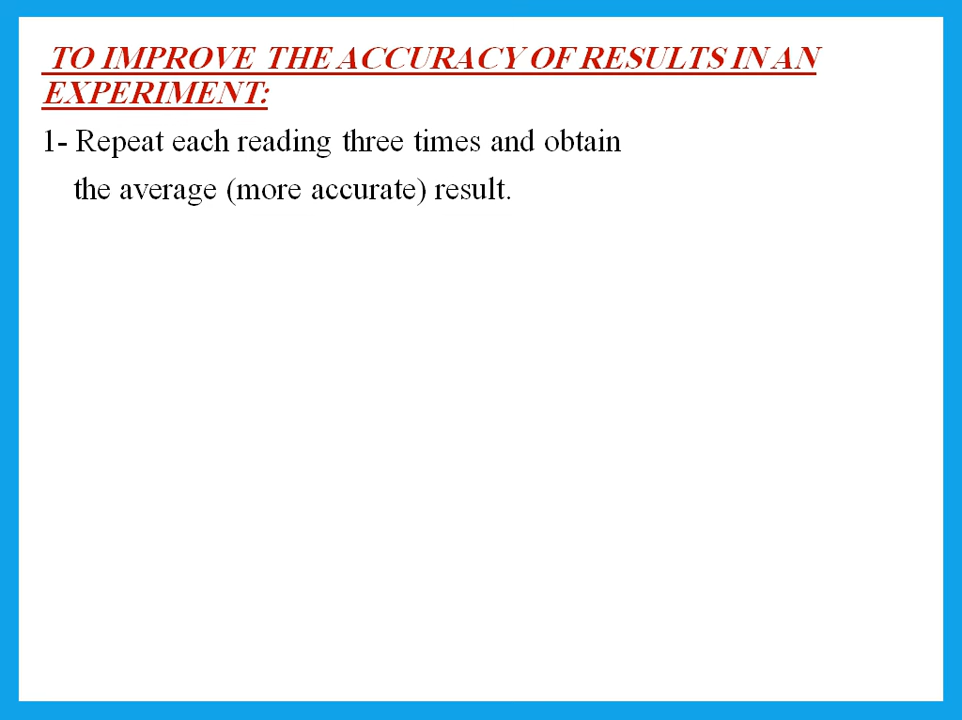 TO IMPROVE THE ACCURACY OF RESULTS IN AN
EXPERIMENT:
1- Repeat each reading three times and obtain
the average (more accurate) result.